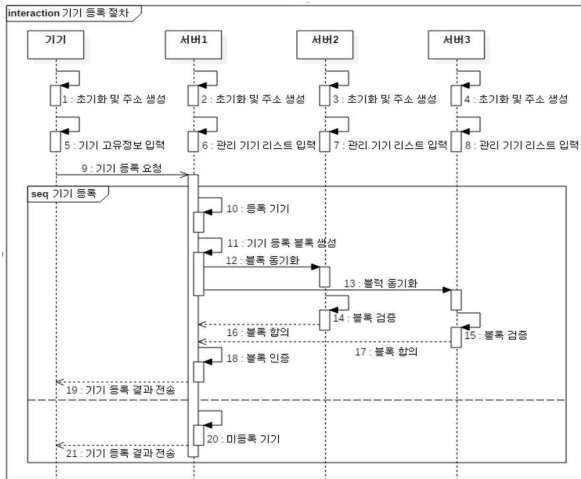 interaction 기기 등록 절차
기기
서버1
서버2
서버3
1 : 초기화 및 주소 생성
2 : 초기화 및 주소 생성
3 : 초기화 및 주소 생성
4 : 초기화 및 주소 생성
5 : 기기 고유정보 입력
6 : 관리 기기 리스트 입력
7 : 관리 기기 리스트 입력
8 : 관리 기기 리스트 입력
9 : 기기 등록 요청
seq 기기 등록
10 : 등록 기기
11 : 기기 등록 블록 생성
12 : 블록 동기화
13 : 블럭 동기화
14 : 블록 검증
15 : 블록 검증
16 : 블록 합의
17 : 블록 합의
18 : 블록 인증
19 : 기기 등록 결과 전송
20 : 미등록 기기
21 : 기기 등록 결과 전송